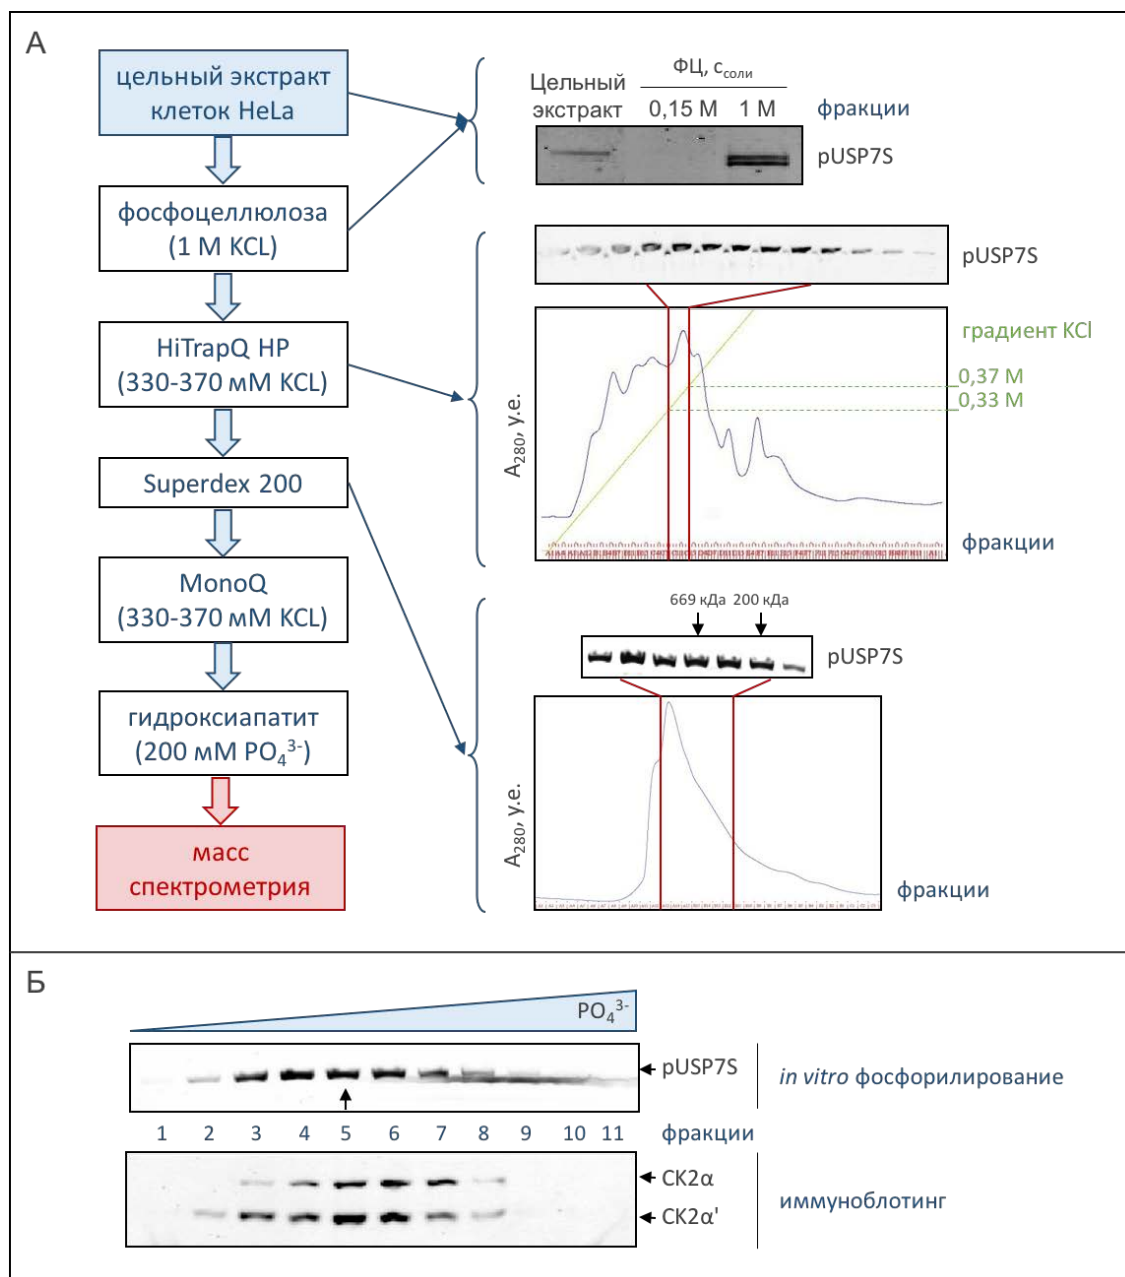 А
цельный экстракт
клеток HeLa
фосфоцеллюлоза
(1 М KCL)
HiTrapQ HP
(330-370 мМ KCL)
Superdex 200
MonoQ
(330-370 мМ KCL)
гидроксиапатит
(200 мМ PO₄³⁻)
масс
спектрометрия
Цельный
экстракт
ФЦ, ссоли
0,15 М 1 М
фракции
pUSP7S
pUSP7S
градиент KCl
0,37 М
0,33 М
A₂₈₀, у.е.
фракции
669 кДа 200 кДа
pUSP7S
A₂₈₀, у.е.
фракции
Б
PO₄³⁻
pUSP7S
in vitro фосфорилирование
1 2 3 4 5 6 7 8 9 10 11
фракции
CK2α
CK2α'
иммуноблотинг